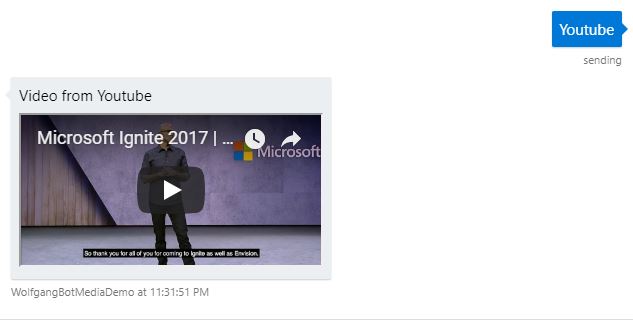 Youtube
sending
Video from Youtube
Microsoft Ignite 2017 | ...
Microsoft
So thank you for all of you for coming to Ignite as well as Envision.
WolfgangBotMediaDemo at 11:31:51 PM